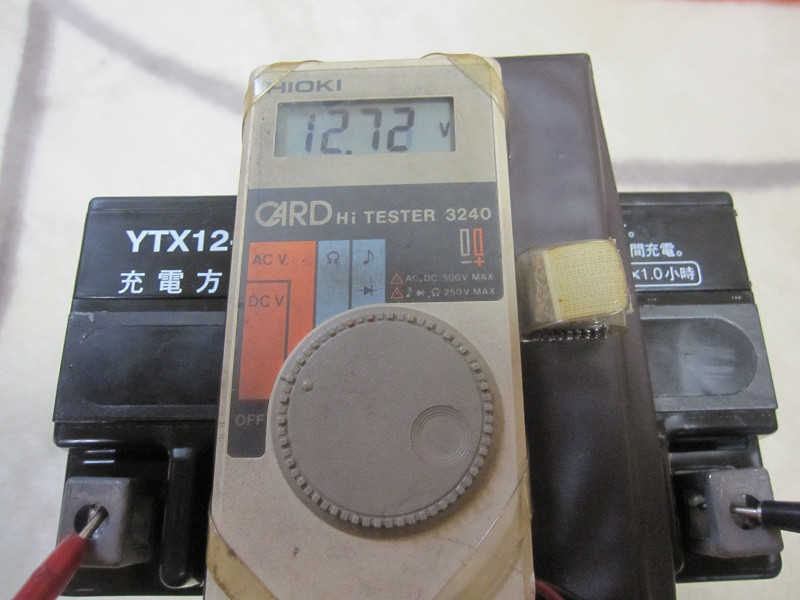 HIOKI
12.72 V
CARD Hi TESTER 3240
AC V Ω ♪
DC V
OFF
− +
⚠ AC, DC 500V MAX
⚠ ♪ Ω 250V MAX
YTX12-
充電方
間充電。
×1.0小時